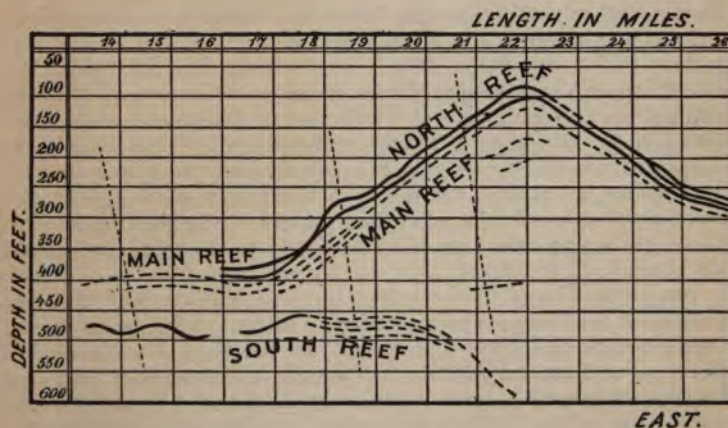 LENGTH IN MILES.
14 15 16 17 18 19 20 21 22 23 24 25 26
50
100
150
200
250
300
350
400
450
500
550
600
DEPTH IN FEET.
NORTH REEF
MAIN REEF
MAIN REEF
SOUTH REEF
EAST.